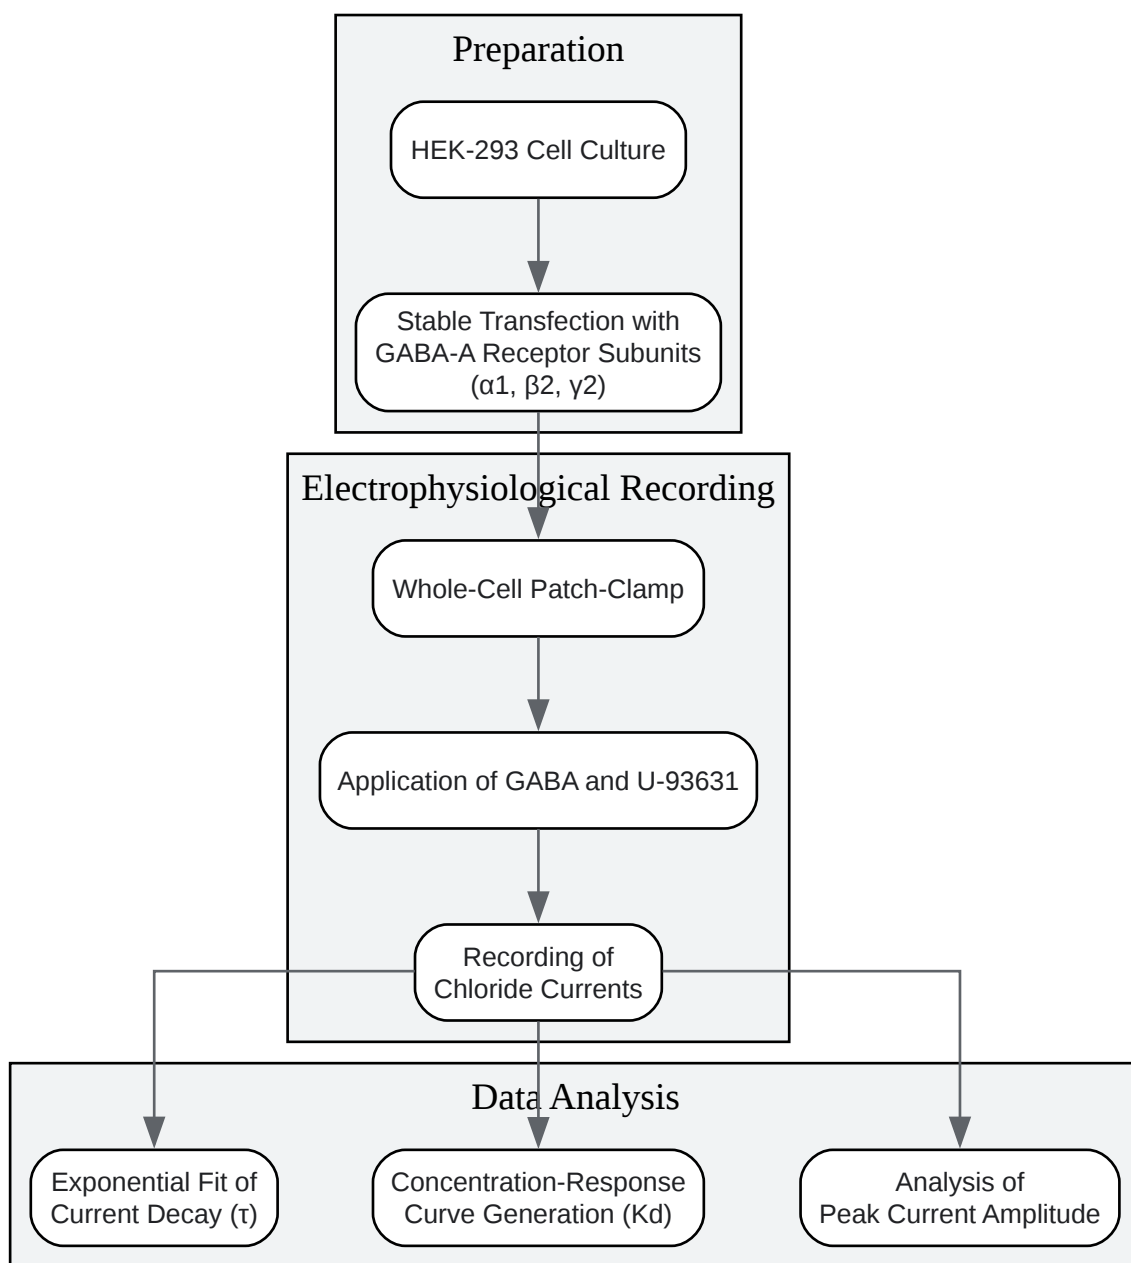 Preparation
HEK-293 Cell Culture
Stable Transfection with
GABA-A Receptor Subunits
(α1, β2, γ2)
Electrophysiological Recording
Whole-Cell Patch-Clamp
Application of GABA and U-93631
Recording of
Chloride Currents
Data Analysis
Exponential Fit of
Current Decay (τ)
Concentration-Response
Curve Generation (Kd)
Analysis of
Peak Current Amplitude